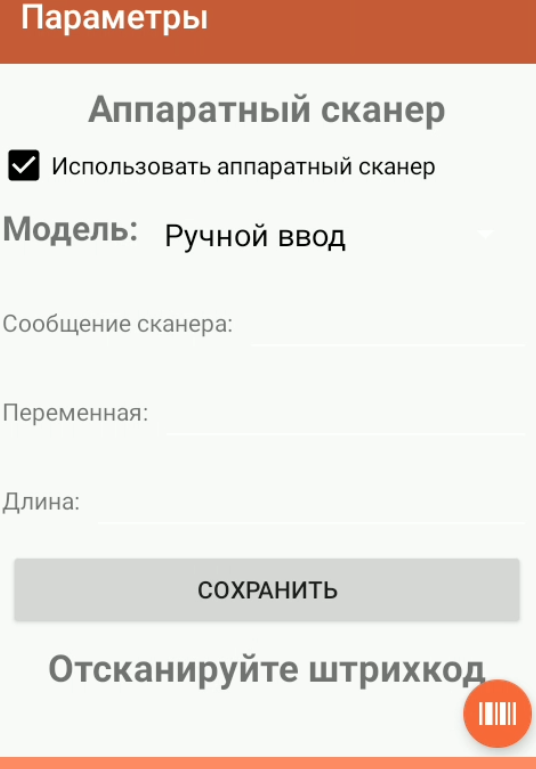 Параметры
Аппаратный сканер
Использовать аппаратный сканер
Модель: Ручной ввод
Сообщение сканера:
Переменная:
Длина:
СОХРАНИТЬ
Отсканируйте штрихкод